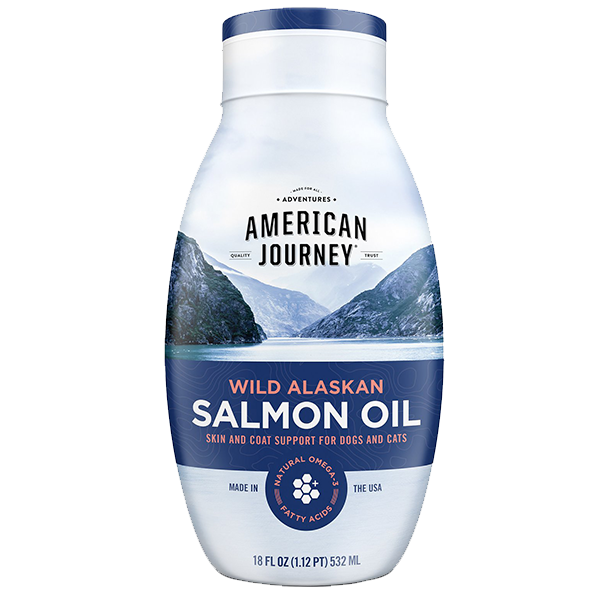 · MADE FOR ALL ·
• ADVENTURES •
AMERICAN
JOURNEY®
QUALITY TRUST
WILD ALASKAN
SALMON OIL
SKIN AND COAT SUPPORT FOR DOGS AND CATS
NATURAL OMEGA-3
MADE IN THE USA
FATTY ACIDS
18 FL OZ (1.12 PT) 532 ML